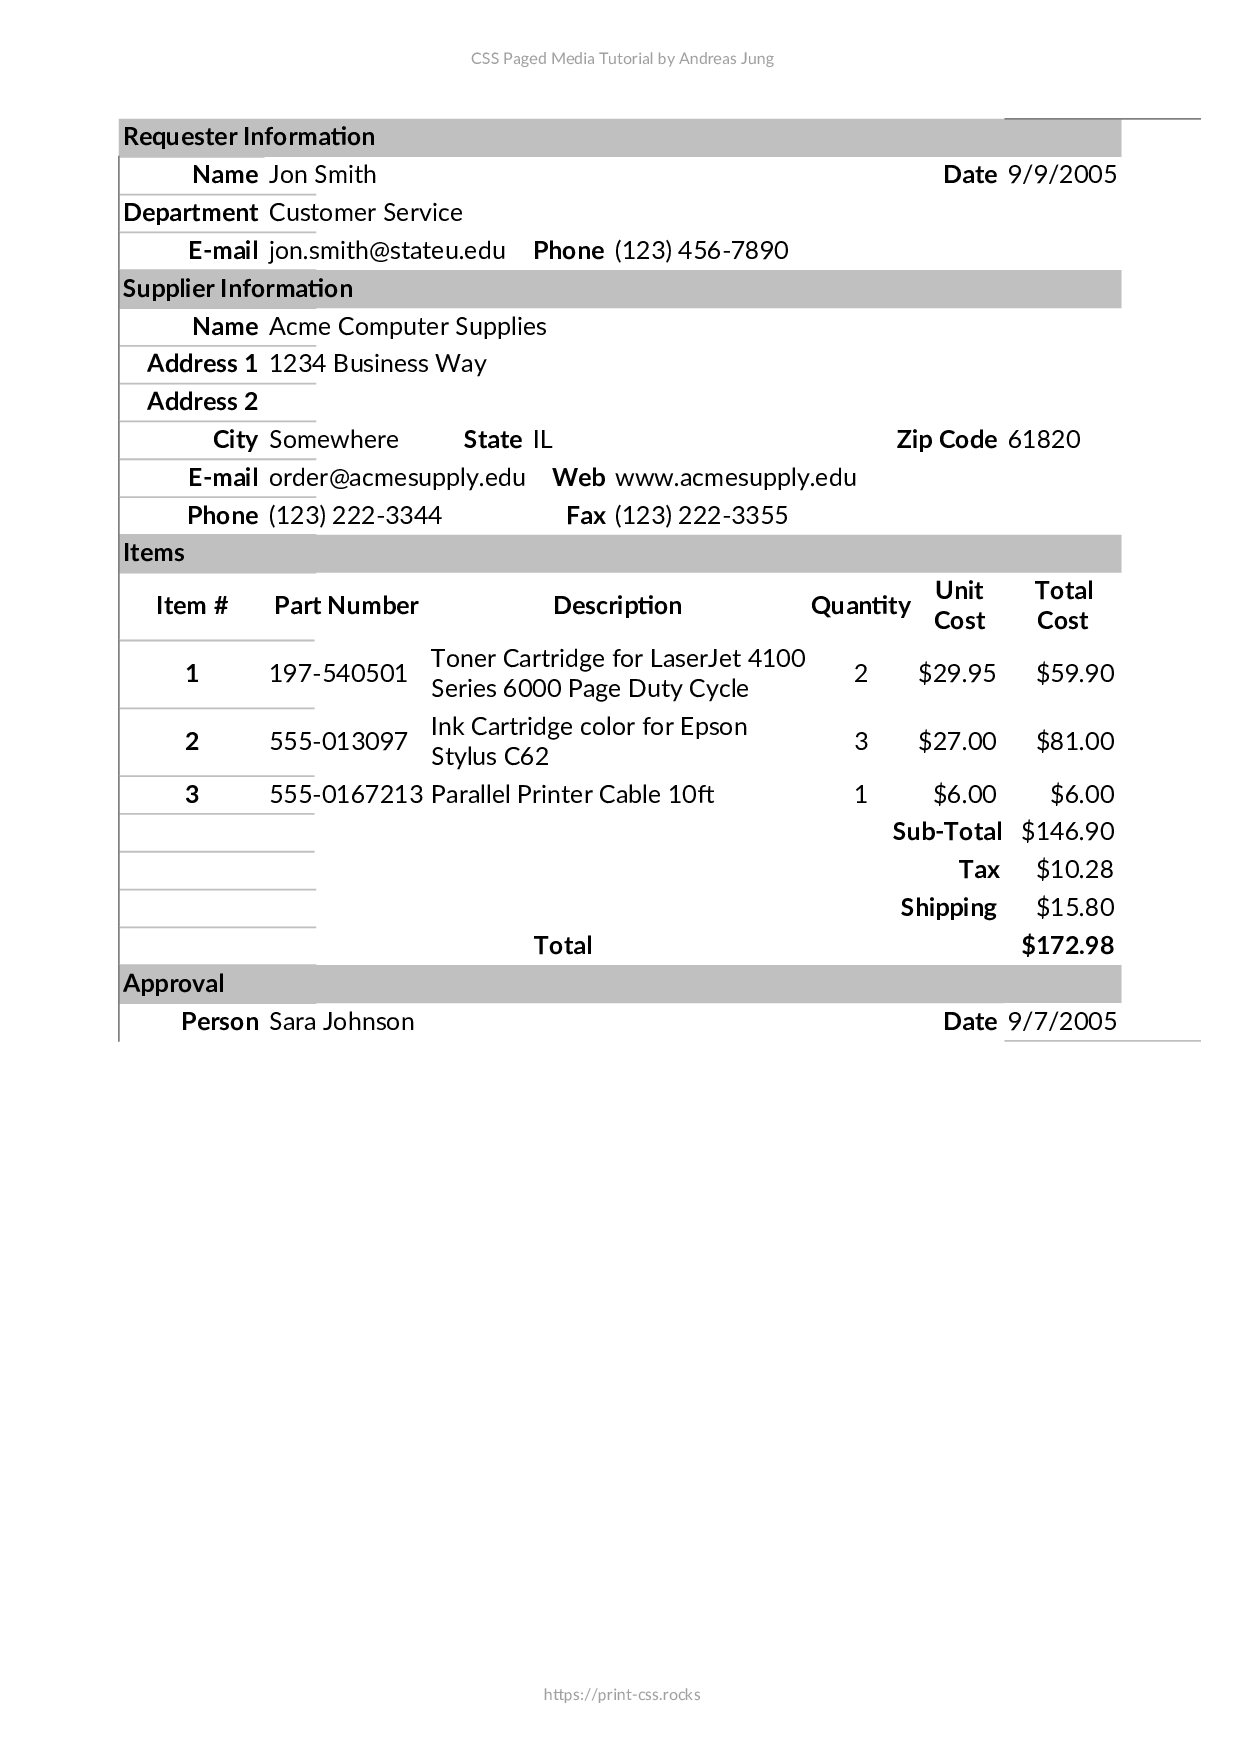 CSS Paged Media Tutorial by Andreas Jung
Requester Information
Name Jon Smith Date 9/9/2005
Department Customer Service
E-mail jon.smith@stateu.edu Phone (123) 456-7890
Supplier Information
Name Acme Computer Supplies
Address 1 1234 Business Way
Address 2
City Somewhere State IL Zip Code 61820
E-mail order@acmesupply.edu Web www.acmesupply.edu
Phone (123) 222-3344 Fax (123) 222-3355
Items
Item # Part Number Description Quantity Unit Cost Total Cost
1 197-540501 Toner Cartridge for LaserJet 4100 2 $29.95 $59.90
Series 6000 Page Duty Cycle
2 555-013097 Ink Cartridge color for Epson 3 $27.00 $81.00
Stylus C62
3 555-0167213 Parallel Printer Cable 10ft 1 $6.00 $6.00
Sub-Total $146.90
Tax $10.28
Shipping $15.80
Total $172.98
Approval
Person Sara Johnson Date 9/7/2005
https://print-css.rocks